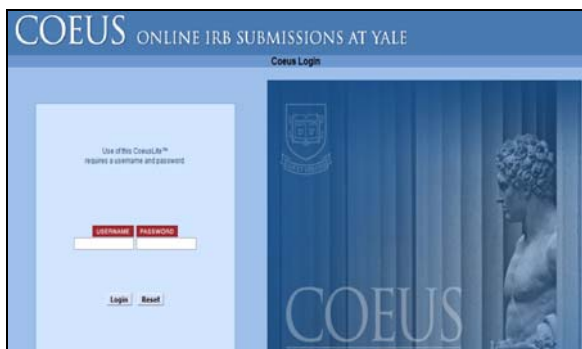 COEUS ONLINE IRB SUBMISSIONS AT YALE
Coeus Login
Use of this CoeusLite™
requires a username and password
USERNAME PASSWORD
Login Reset
COEUS